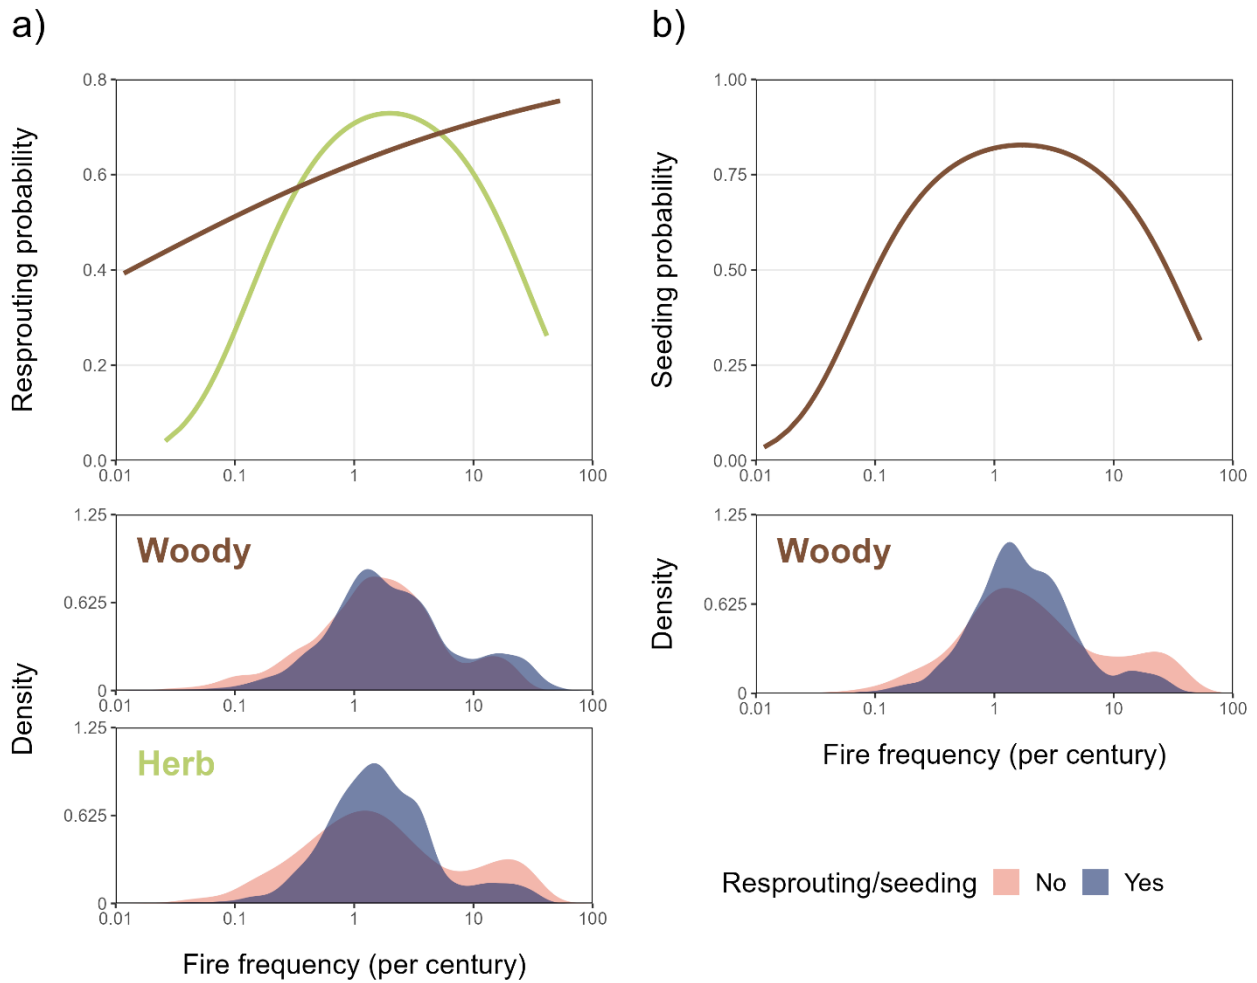 a)
Resprouting probability
0.8
0.6
0.4
0.2
0.0
0.01 0.1 1 10 100
Density
Woody
1.25
0.625
0
0.01 0.1 1 10 100
Herb
1.25
0.625
0
0.01 0.1 1 10 100
Fire frequency (per century)
b)
Seeding probability
1.00
0.75
0.50
0.25
0.00
0.01 0.1 1 10 100
Density
Woody
1.25
0.625
0
0.01 0.1 1 10 100
Fire frequency (per century)
Resprouting/seeding No Yes